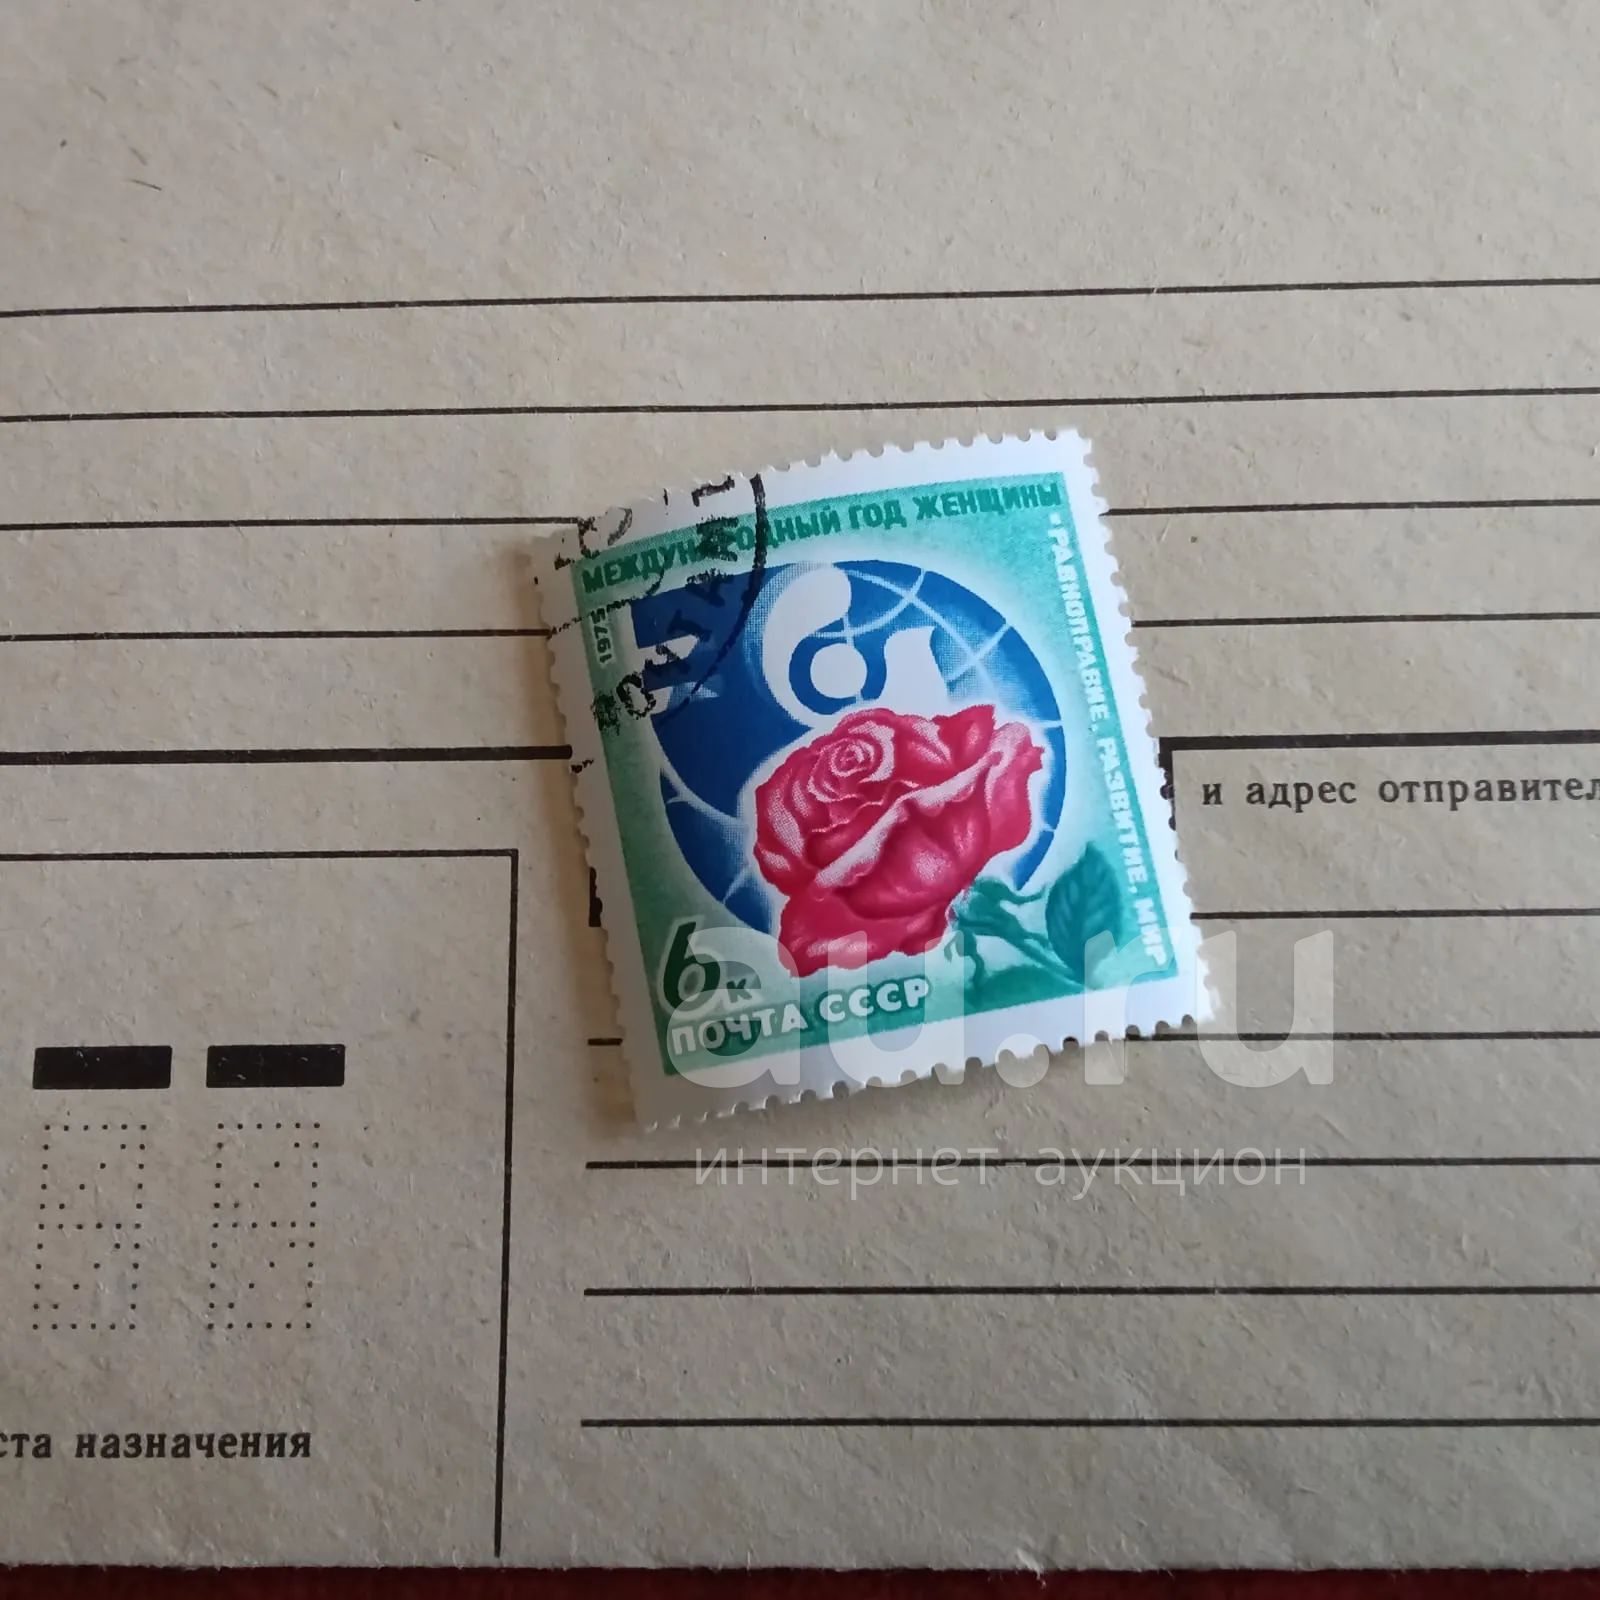 МЕЖДУНАРОДНЫЙ ГОД ЖЕНЩИНЫ
•РАВНОПРАВИЕ, РАЗВИТИЕ, МИР
1975
6к
ПОЧТА СССР
и адрес отправител
ста назначения
au.ru
интернет-аукцион